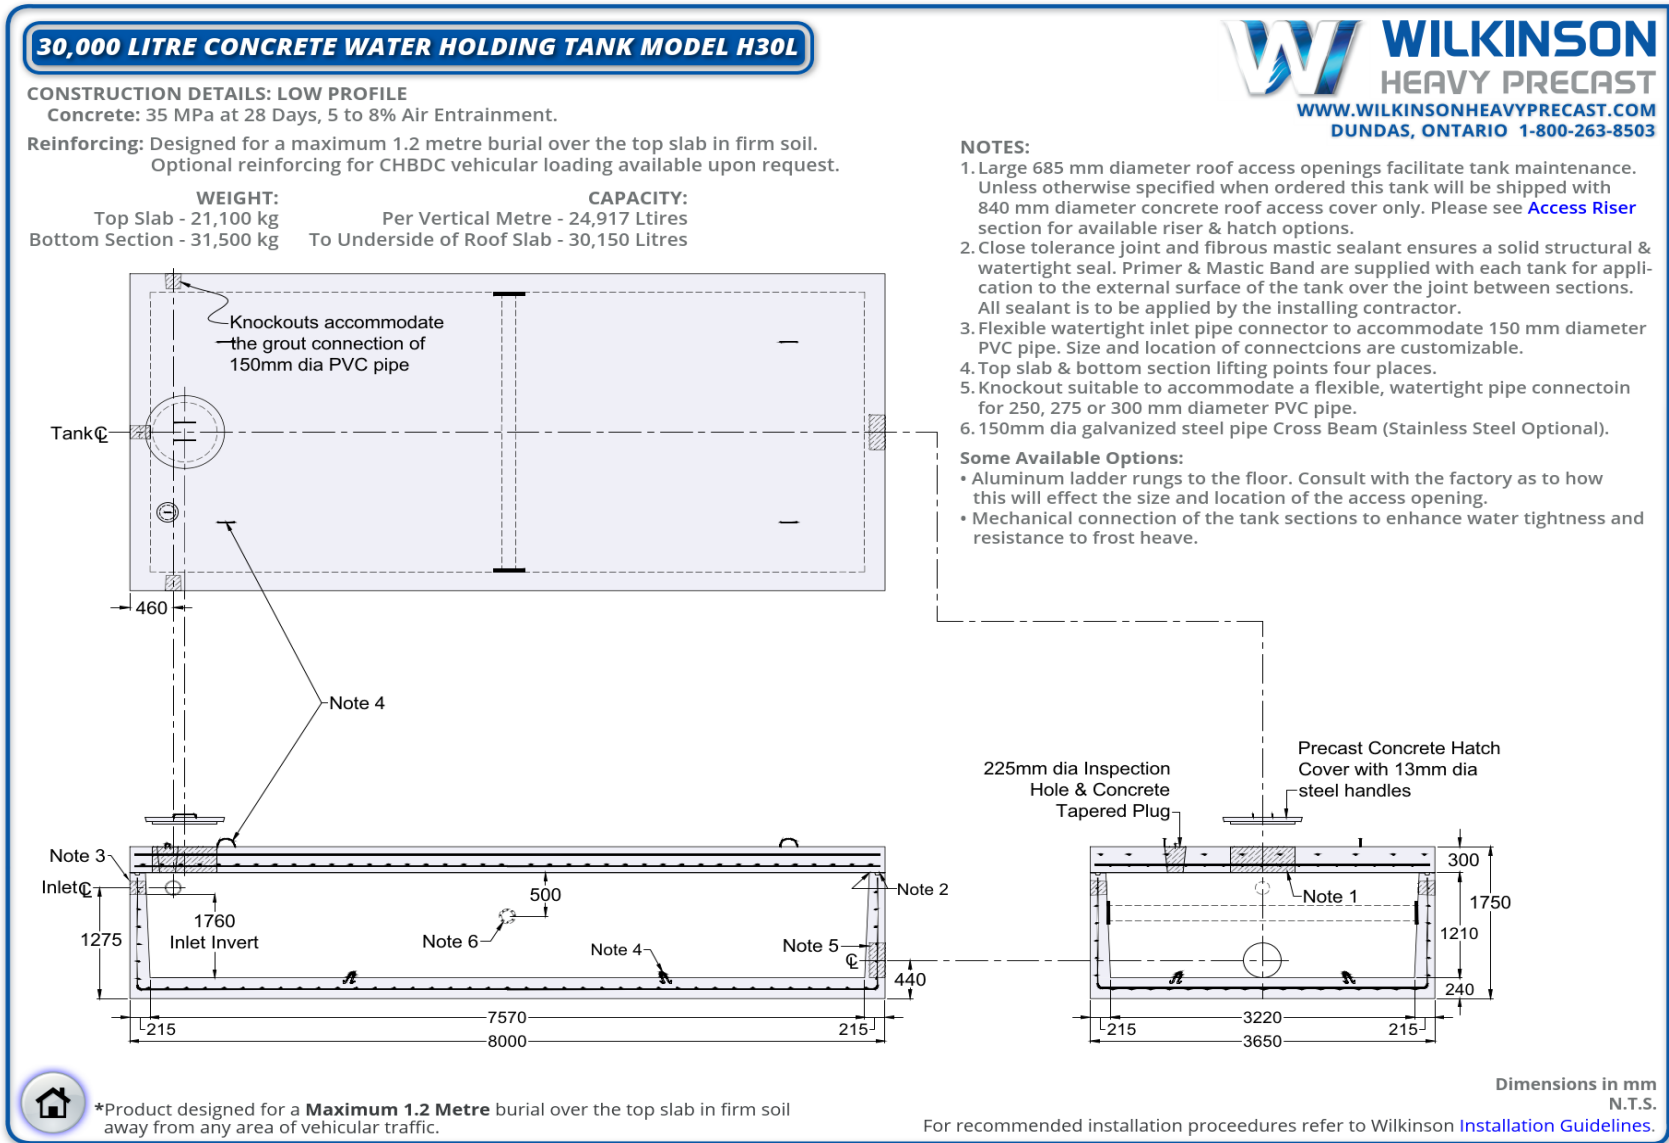 30,000 LITRE CONCRETE WATER HOLDING TANK MODEL H30L
WILKINSON
HEAVY PRECAST
WWW.WILKINSONHEAVYPRECAST.COM
DUNDAS, ONTARIO 1-800-263-8503
CONSTRUCTION DETAILS: LOW PROFILE
Concrete: 35 MPa at 28 Days, 5 to 8% Air Entrainment.
Reinforcing: Designed for a maximum 1.2 metre burial over the top slab in firm soil.
Optional reinforcing for CHBDC vehicular loading available upon request.
WEIGHT:
Top Slab - 21,100 kg
Bottom Section - 31,500 kg
CAPACITY:
Per Vertical Metre - 24,917 Ltires
To Underside of Roof Slab - 30,150 Litres
NOTES:
1. Large 685 mm diameter roof access openings facilitate tank maintenance.
Unless otherwise specified when ordered this tank will be shipped with
840 mm diameter concrete roof access cover only. Please see Access Riser
section for available riser & hatch options.
2. Close tolerance joint and fibrous mastic sealant ensures a solid structural &
watertight seal. Primer & Mastic Band are supplied with each tank for appli-
cation to the external surface of the tank over the joint between sections.
All sealant is to be applied by the installing contractor.
3. Flexible watertight inlet pipe connector to accommodate 150 mm diameter
PVC pipe. Size and location of connectcions are customizable.
4. Top slab & bottom section lifting points four places.
5. Knockout suitable to accommodate a flexible, watertight pipe connectoin
for 250, 275 or 300 mm diameter PVC pipe.
6. 150mm dia galvanized steel pipe Cross Beam (Stainless Steel Optional).
Some Available Options:
• Aluminum ladder rungs to the floor. Consult with the factory as to how
this will effect the size and location of the access opening.
• Mechanical connection of the tank sections to enhance water tightness and
resistance to frost heave.
Knockouts accommodate
the grout connection of
150mm dia PVC pipe
Tank ℄
460
Note 4
225mm dia Inspection
Hole & Concrete
Tapered Plug
Precast Concrete Hatch
Cover with 13mm dia
steel handles
Note 3
Inlet ℄
1275
1760
Inlet Invert
500
Note 6
Note 4
Note 5
℄
Note 2
440
215
7570
215
8000
Note 1
300
1750
1210
240
215
3220
215
3650
*Product designed for a Maximum 1.2 Metre burial over the top slab in firm soil
away from any area of vehicular traffic.
Dimensions in mm
N.T.S.
For recommended installation proceedures refer to Wilkinson Installation Guidelines.